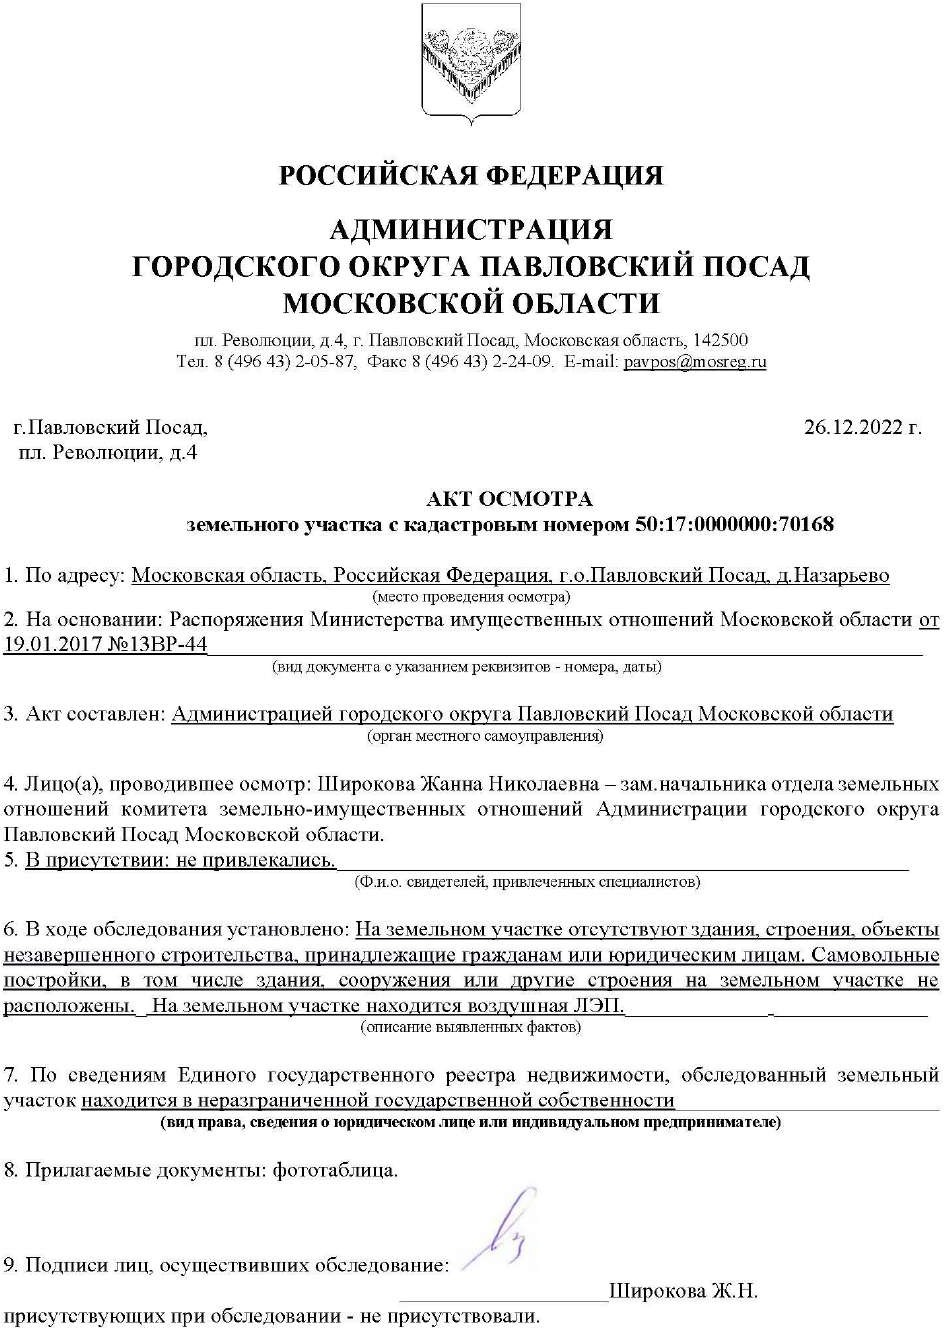 РОССИЙСКАЯ ФЕДЕРАЦИЯ
АДМИНИСТРАЦИЯ
ГОРОДСКОГО ОКРУГА ПАВЛОВСКИЙ ПОСАД
МОСКОВСКОЙ ОБЛАСТИ
пл. Революции, д.4, г. Павловский Посад, Московская область, 142500
Тел. 8 (496 43) 2-05-87, Факс 8 (496 43) 2-24-09. E-mail: pavpos@mosreg.ru
г.Павловский Посад, 26.12.2022 г.
пл. Революции, д.4
АКТ ОСМОТРА
земельного участка с кадастровым номером 50:17:0000000:70168
1. По адресу: Московская область, Российская Федерация, г.о.Павловский Посад, д.Назарьево
(место проведения осмотра)
2. На основании: Распоряжения Министерства имущественных отношений Московской области от
19.01.2017 №13ВР-44
(вид документа с указанием реквизитов - номера, даты)
3. Акт составлен: Администрацией городского округа Павловский Посад Московской области
(орган местного самоуправления)
4. Лицо(а), проводившее осмотр: Широкова Жанна Николаевна – зам.начальника отдела земельных
отношений комитета земельно-имущественных отношений Администрации городского округа
Павловский Посад Московской области.
5. В присутствии: не привлекались.
(Ф.и.о. свидетелей, привлеченных специалистов)
6. В ходе обследования установлено: На земельном участке отсутствуют здания, строения, объекты
незавершенного строительства, принадлежащие гражданам или юридическим лицам. Самовольные
постройки, в том числе здания, сооружения или другие строения на земельном участке не
расположены. На земельном участке находится воздушная ЛЭП.
(описание выявленных фактов)
7. По сведениям Единого государственного реестра недвижимости, обследованный земельный
участок находится в неразграниченной государственной собственности
(вид права, сведения о юридическом лице или индивидуальном предпринимателе)
8. Прилагаемые документы: фототаблица.
9. Подписи лиц, осуществивших обследование:
Широкова Ж.Н.
присутствующих при обследовании - не присутствовали.